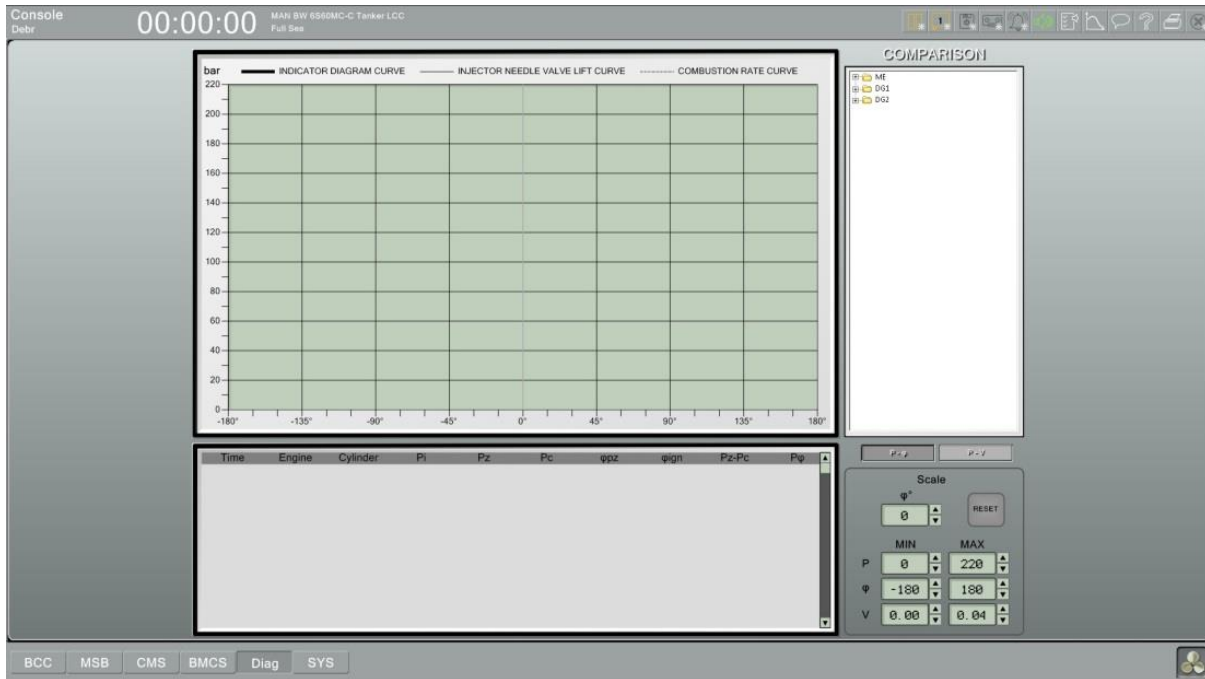 Console
Debr
00:00:00
MAN BW 6S60MC-C Tanker LCC
Full Sea
1
COMPARISON
bar INDICATOR DIAGRAM CURVE INJECTOR NEEDLE VALVE LIFT CURVE COMBUSTION RATE CURVE
220
200
180
160
140
120
100
80
60
40
20
0
-180° -135° -90° -45° 0° 45° 90° 135° 180°
ME
DG1
DG2
Time Engine Cylinder Pi Pz Pc φpz φign Pz-Pc Pφ
P-φ P-V
Scale
φ°
0 RESET
MIN MAX
P 0 220
φ -180 180
V 0.00 0.04
BCC MSB CMS BMCS Diag SYS